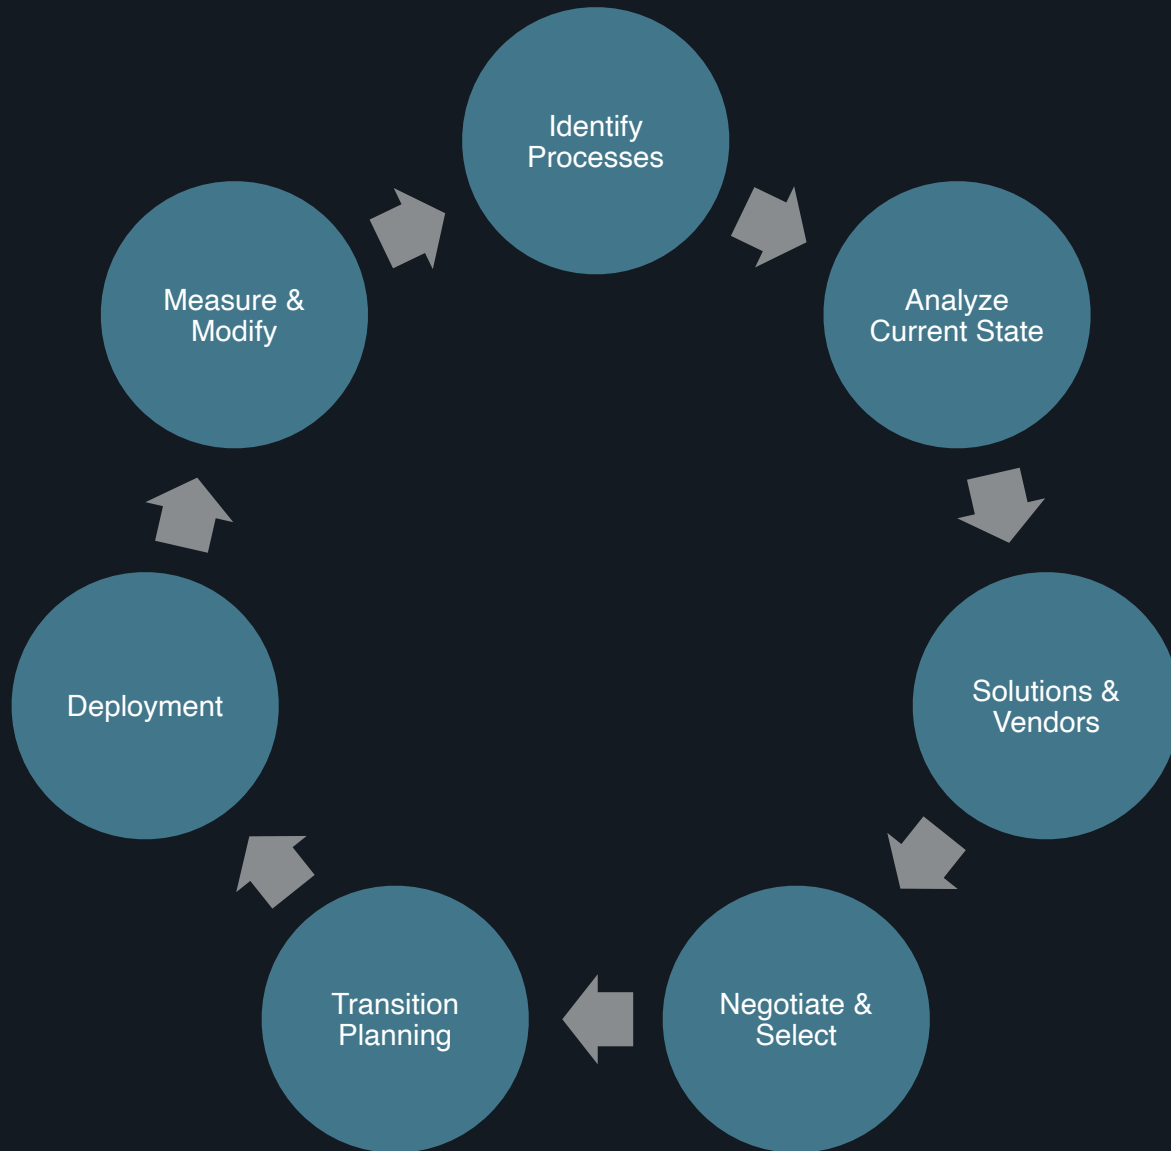 Identify
Processes
Analyze
Current State
Solutions &
Vendors
Negotiate &
Select
Transition
Planning
Deployment
Measure &
Modify